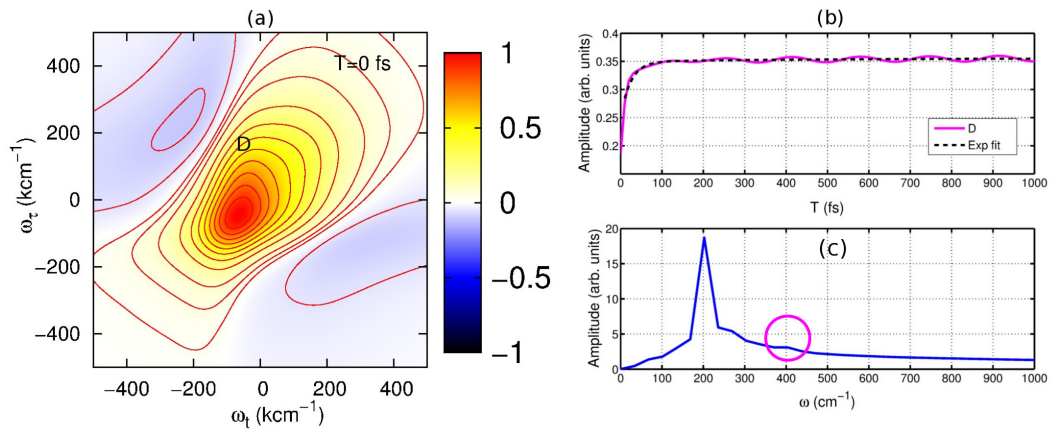 (a)
T=0 fs
D
400
200
0
−200
−400
ω_τ (kcm⁻¹)
−400 −200 0 200 400
ω_t (kcm⁻¹)
1
0.5
0
−0.5
−1
(b)
0.4
0.35
0.3
0.25
0.2
Amplitude (arb. units)
D
Exp fit
0 100 200 300 400 500 600 700 800 900 1000
T (fs)
(c)
20
15
10
5
0
Amplitude (arb. units)
0 100 200 300 400 500 600 700 800 900 1000
ω (cm⁻¹)